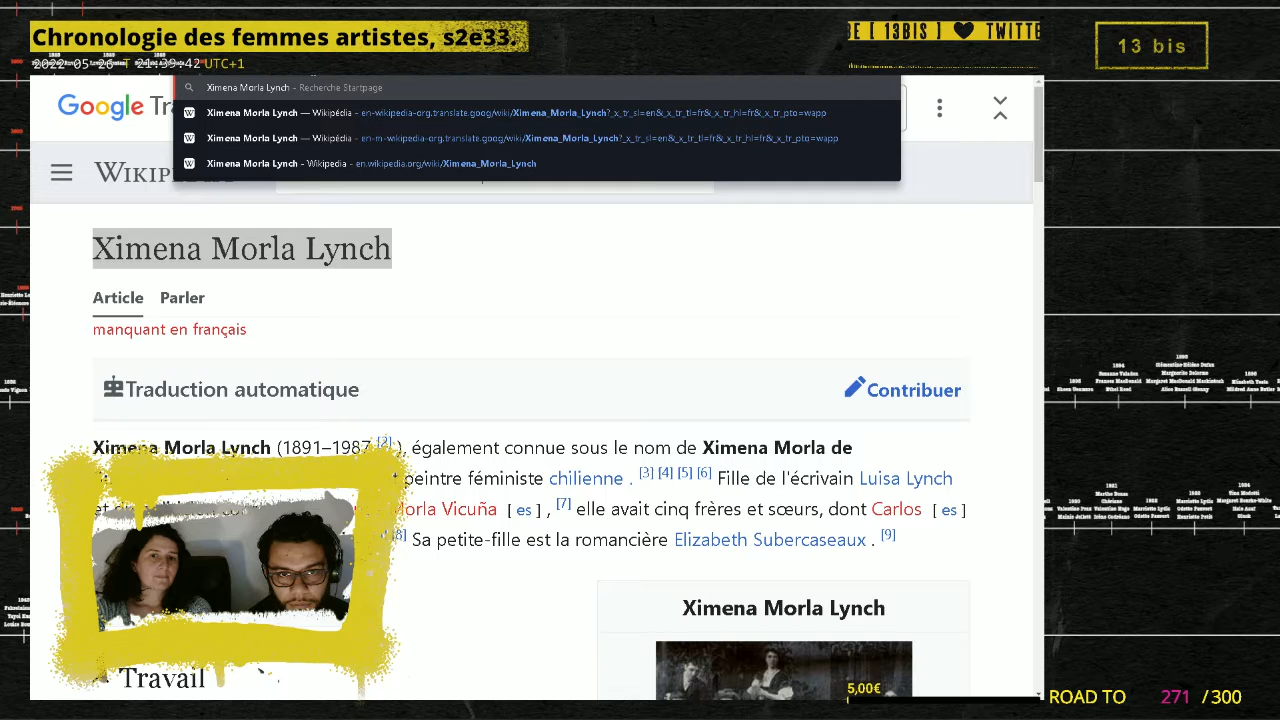 Chronologie des femmes artistes, s2e33.
E [ 13BIS ] TWITTE
13 bis
2022-05-26 T 21:39:42 UTC+1
Ximena Morla Lynch - Recherche Startpage
Google Tra
Ximena Morla Lynch — Wikipédia - en-wikipedia-org.translate.goog/wiki/Ximena_Morla_Lynch?_x_tr_sl=en&_x_tr_tl=fr&_x_tr_hl=fr&_x_tr_pto=wapp
Ximena Morla Lynch — Wikipédia - en-m-wikipedia-org.translate.goog/wiki/Ximena_Morla_Lynch?_x_tr_sl=en&_x_tr_tl=fr&_x_tr_hl=fr&_x_tr_pto=wapp
Ximena Morla Lynch - Wikipedia - en.wikipedia.org/wiki/Ximena_Morla_Lynch
WIKIP
Ximena Morla Lynch
Article Parler
manquant en français
Traduction automatique
Contribuer
Ximena Morla Lynch (1891–1987 [2] ), également connue sous le nom de Ximena Morla de
peintre féministe chilienne . [3] [4] [5] [6] Fille de l'écrivain Luisa Lynch
et Morla Vicuña [ es ] , [7] elle avait cinq frères et sœurs, dont Carlos [ es ]
[8] Sa petite-fille est la romancière Elizabeth Subercaseaux . [9]
Ximena Morla Lynch
Travail
5,00€
ROAD TO 271 / 300